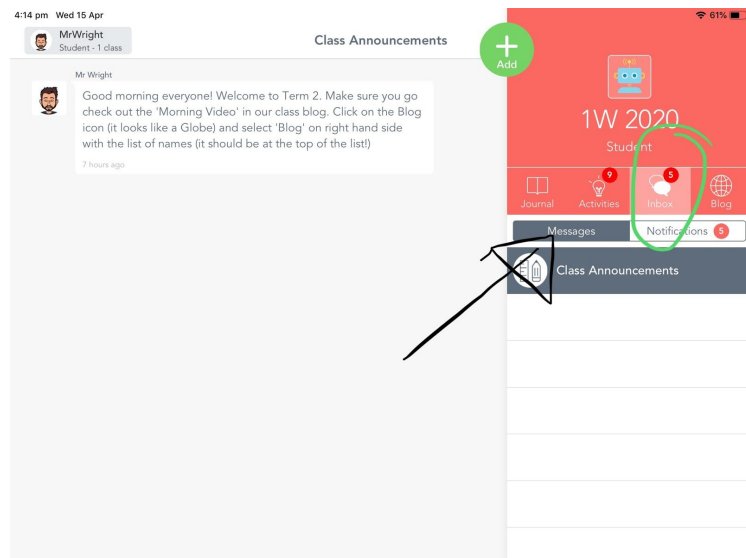 4:14 pm Wed 15 Apr
61%
MrWright
Student - 1 class
Class Announcements
Add
Mr Wright
Good morning everyone! Welcome to Term 2. Make sure you go
check out the 'Morning Video' in our class blog. Click on the Blog
icon (it looks like a Globe) and select 'Blog' on right hand side
with the list of names (it should be at the top of the list!)
7 hours ago
1W 2020
Student
9
5
Journal
Activities
Inbox
Blog
Messages
Notifications 5
Class Announcements